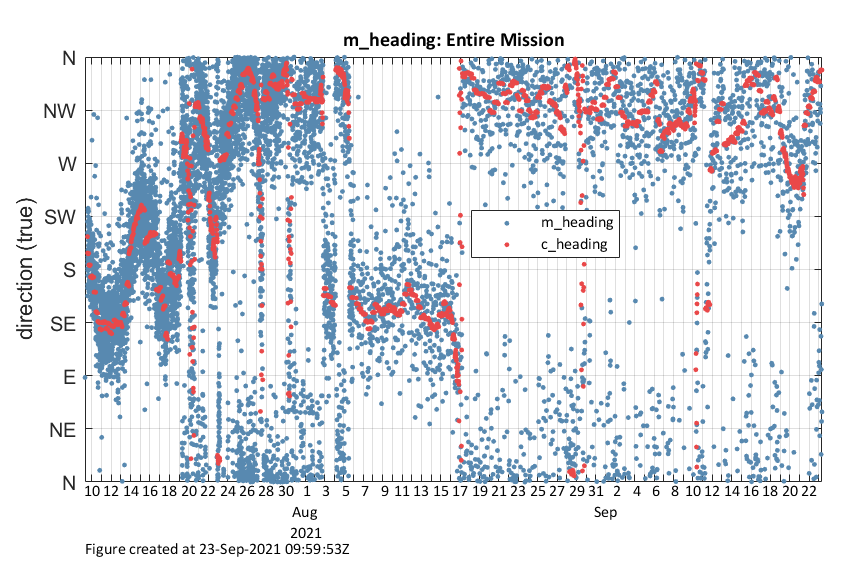 m_heading: Entire Mission
direction (true)
N
NW
W
SW
S
SE
E
NE
N
m_heading
c_heading
10 12 14 16 18 20 22 24 26 28 30 1 3 5 7 9 11 13 15 17 19 21 23 25 27 29 31 2 4 6 8 10 12 14 16 18 20 22
Aug Sep
2021
Figure created at 23-Sep-2021 09:59:53Z